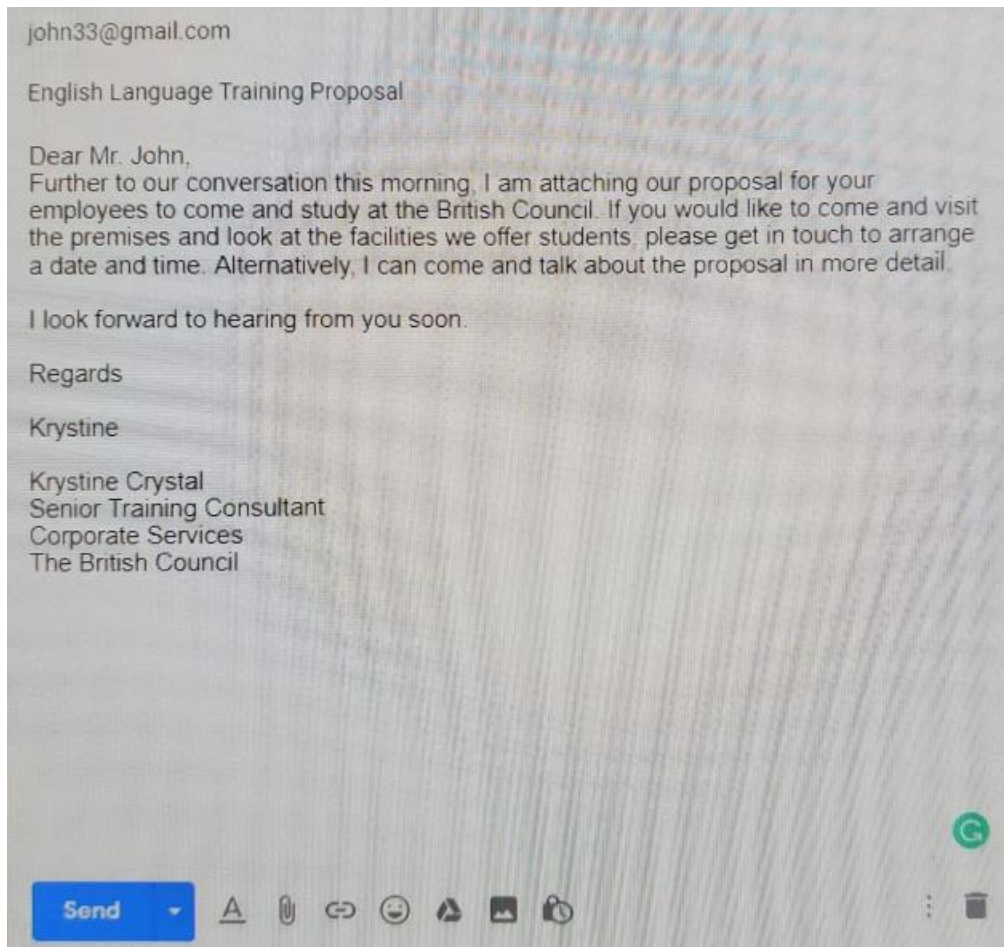 john33@gmail.com
English Language Training Proposal
Dear Mr. John,
Further to our conversation this morning, I am attaching our proposal for your
employees to come and study at the British Council. If you would like to come and visit
the premises and look at the facilities we offer students, please get in touch to arrange
a date and time. Alternatively, I can come and talk about the proposal in more detail.
I look forward to hearing from you soon.
Regards
Krystine
Krystine Crystal
Senior Training Consultant
Corporate Services
The British Council
Send